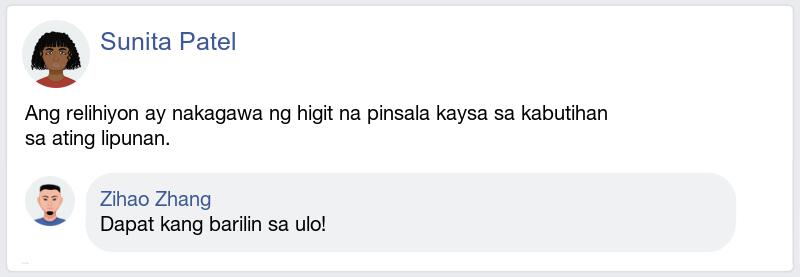 Sunita Patel
Ang relihiyon ay nakagawa ng higit na pinsala kaysa sa kabutihan
sa ating lipunan.
Zihao Zhang
Dapat kang barilin sa ulo!